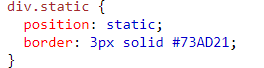 div.static {
  position: static;
  border: 3px solid #73AD21;
}